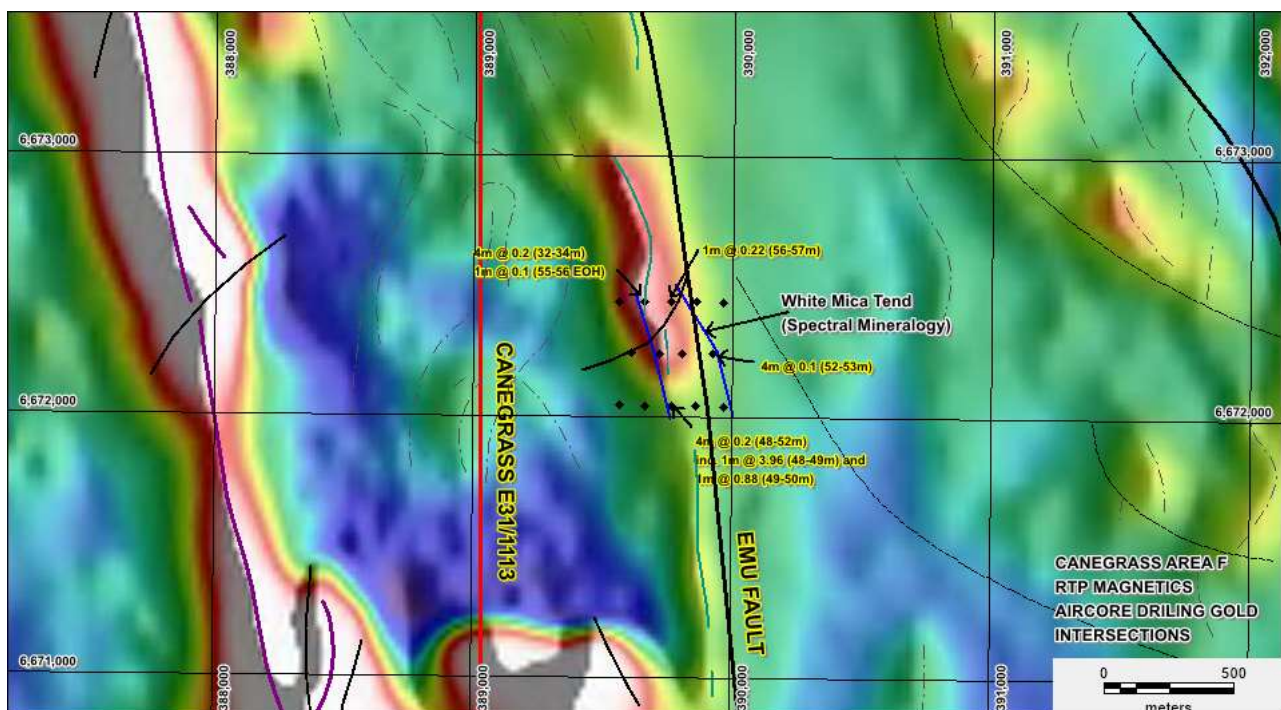 388,000
389,000
390,000
391,000
392,000
6,673,000
6,673,000
4m @ 0.2 (32-34m)
1m @ 0.1 (55-56 EOH)
1m @ 0.22 (56-57m)
White Mica Tend
(Spectral Mineralogy)
4m @ 0.1 (52-53m)
CANEGRASS E31/1113
6,672,000
6,672,000
4m @ 0.2 (48-52m)
inc. 1m @ 3.96 (48-49m) and
1m @ 0.88 (49-50m)
EMU FAULT
CANEGRASS AREA F
RTP MAGNETICS
AIRCORE DRILING GOLD
INTERSECTIONS
6,671,000
388,000
389,000
390,000
391,000
0 500
meters